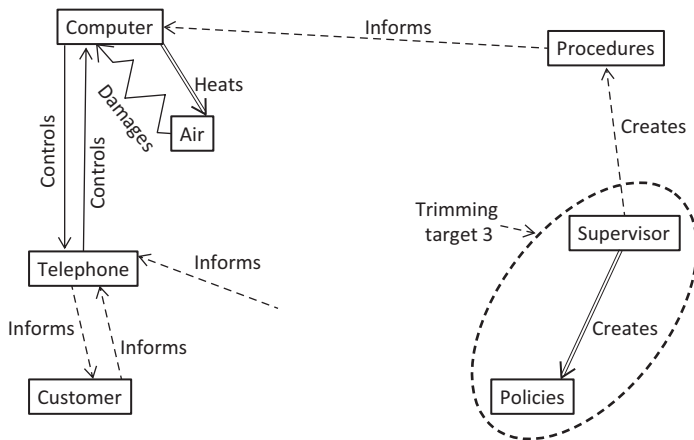 Computer
Informs
Procedures
Heats
Damages
Air
Controls
Controls
Creates
Trimming
target 3
Supervisor
Telephone
Informs
Informs
Informs
Creates
Customer
Policies